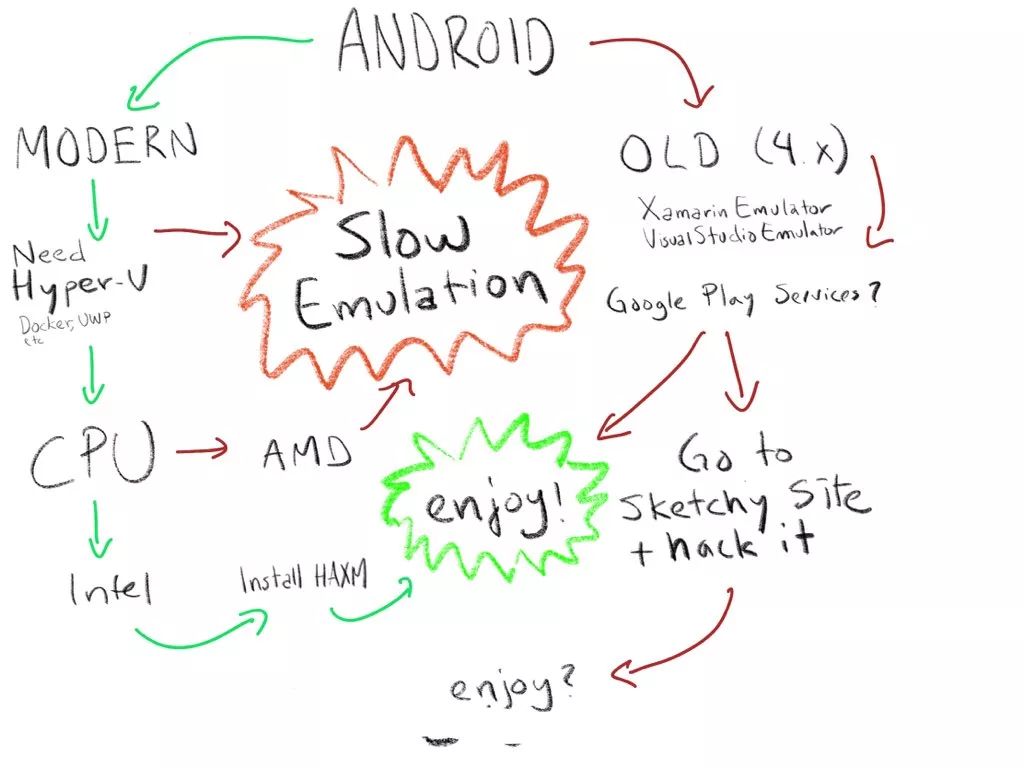 ANDROID
MODERN
Need
Hyper-V
Docker, UWP
etc
CPU
AMD
Intel
Install HAXM
Slow
Emulation
enjoy!
OLD (4.x)
Xamarin Emulator
Visual Studio Emulator
Google Play Services?
Go to
Sketchy Site
+ hack it
enjoy?